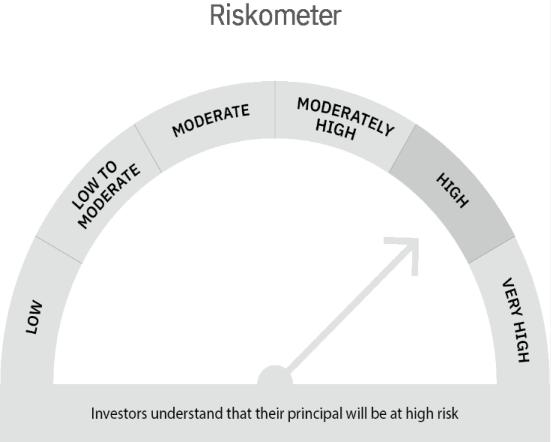 Riskometer
LOW
LOW TO
MODERATE
MODERATE
MODERATELY
HIGH
HIGH
VERY HIGH
Investors understand that their principal will be at high risk